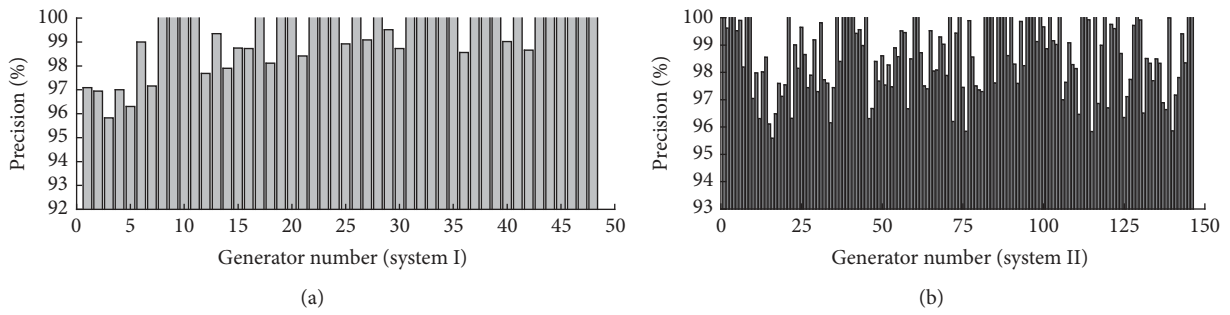 100
99
98
97
96
95
94
93
92
Precision (%)
0 5 10 15 20 25 30 35 40 45 50
Generator number (system I)
(a)
100
99
98
97
96
95
94
93
Precision (%)
0 25 50 75 100 125 150
Generator number (system II)
(b)